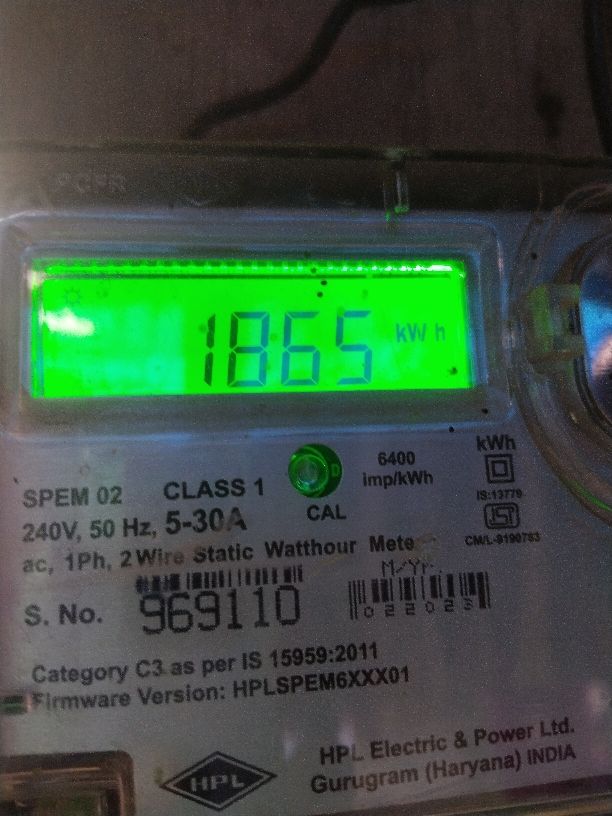 1865 kWh
SPEM 02 CLASS 1
240V, 50 Hz, 5-30A
CAL
6400
imp/kWh
kWh
IS:13779
ISI
CM/L-9190783
ac, 1Ph, 2 Wire Static Watthour Mete
M/Yr.
S. No. 969110
022023
Category C3 as per IS 15959:2011
Firmware Version: HPLSPEM6XXX01
HPL
HPL Electric & Power Ltd.
Gurugram (Haryana) INDIA